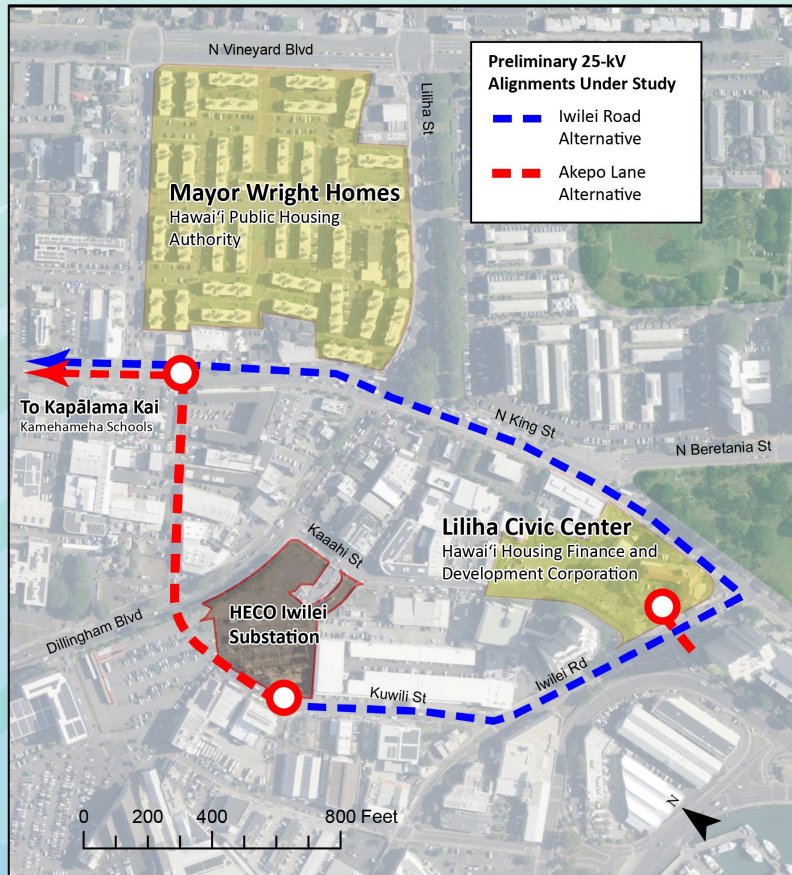 N Vineyard Blvd
Liliha St
Preliminary 25-kV
Alignments Under Study
Iwilei Road
Alternative
Akepo Lane
Alternative
Mayor Wright Homes
Hawaiʻi Public Housing
Authority
To Kapālama Kai
Kamehameha Schools
N King St
N Beretania St
Liliha Civic Center
Hawaiʻi Housing Finance and
Development Corporation
Kaaahi St
HECO Iwilei
Substation
Dillingham Blvd
Kuwili St
Iwilei Rd
0 200 400 800 Feet
N